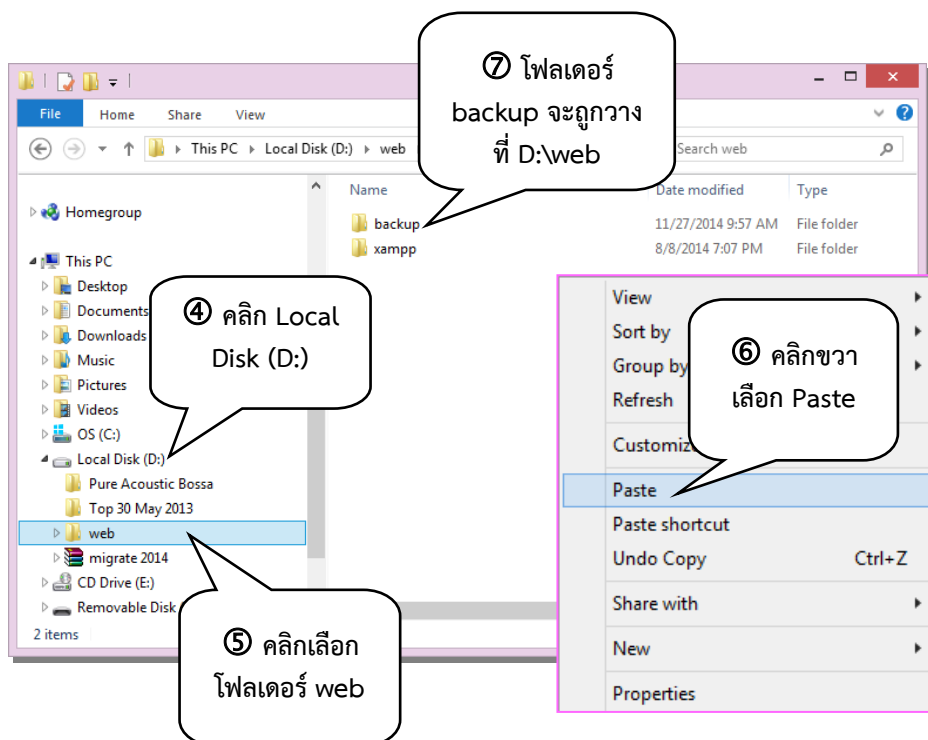 ⑦ โฟลเดอร์
backup จะถูกวาง
ที่ D:\web
File Home Share View
This PC Local Disk (D:) web
Search web
Name Date modified Type
backup 11/27/2014 9:57 AM File folder
xampp 8/8/2014 7:07 PM File folder
Homegroup
This PC
Desktop
Documents
Downloads
Music
Pictures
Videos
OS (C:)
Local Disk (D:)
Pure Acoustic Bossa
Top 30 May 2013
web
migrate 2014
CD Drive (E:)
Removable Disk
2 items
④ คลิก Local
Disk (D:)
⑤ คลิกเลือก
โฟลเดอร์ web
View
Sort by
Group by
Refresh
Customize
Paste
Paste shortcut
Undo Copy Ctrl+Z
Share with
New
Properties
⑥ คลิกขวา
เลือก Paste